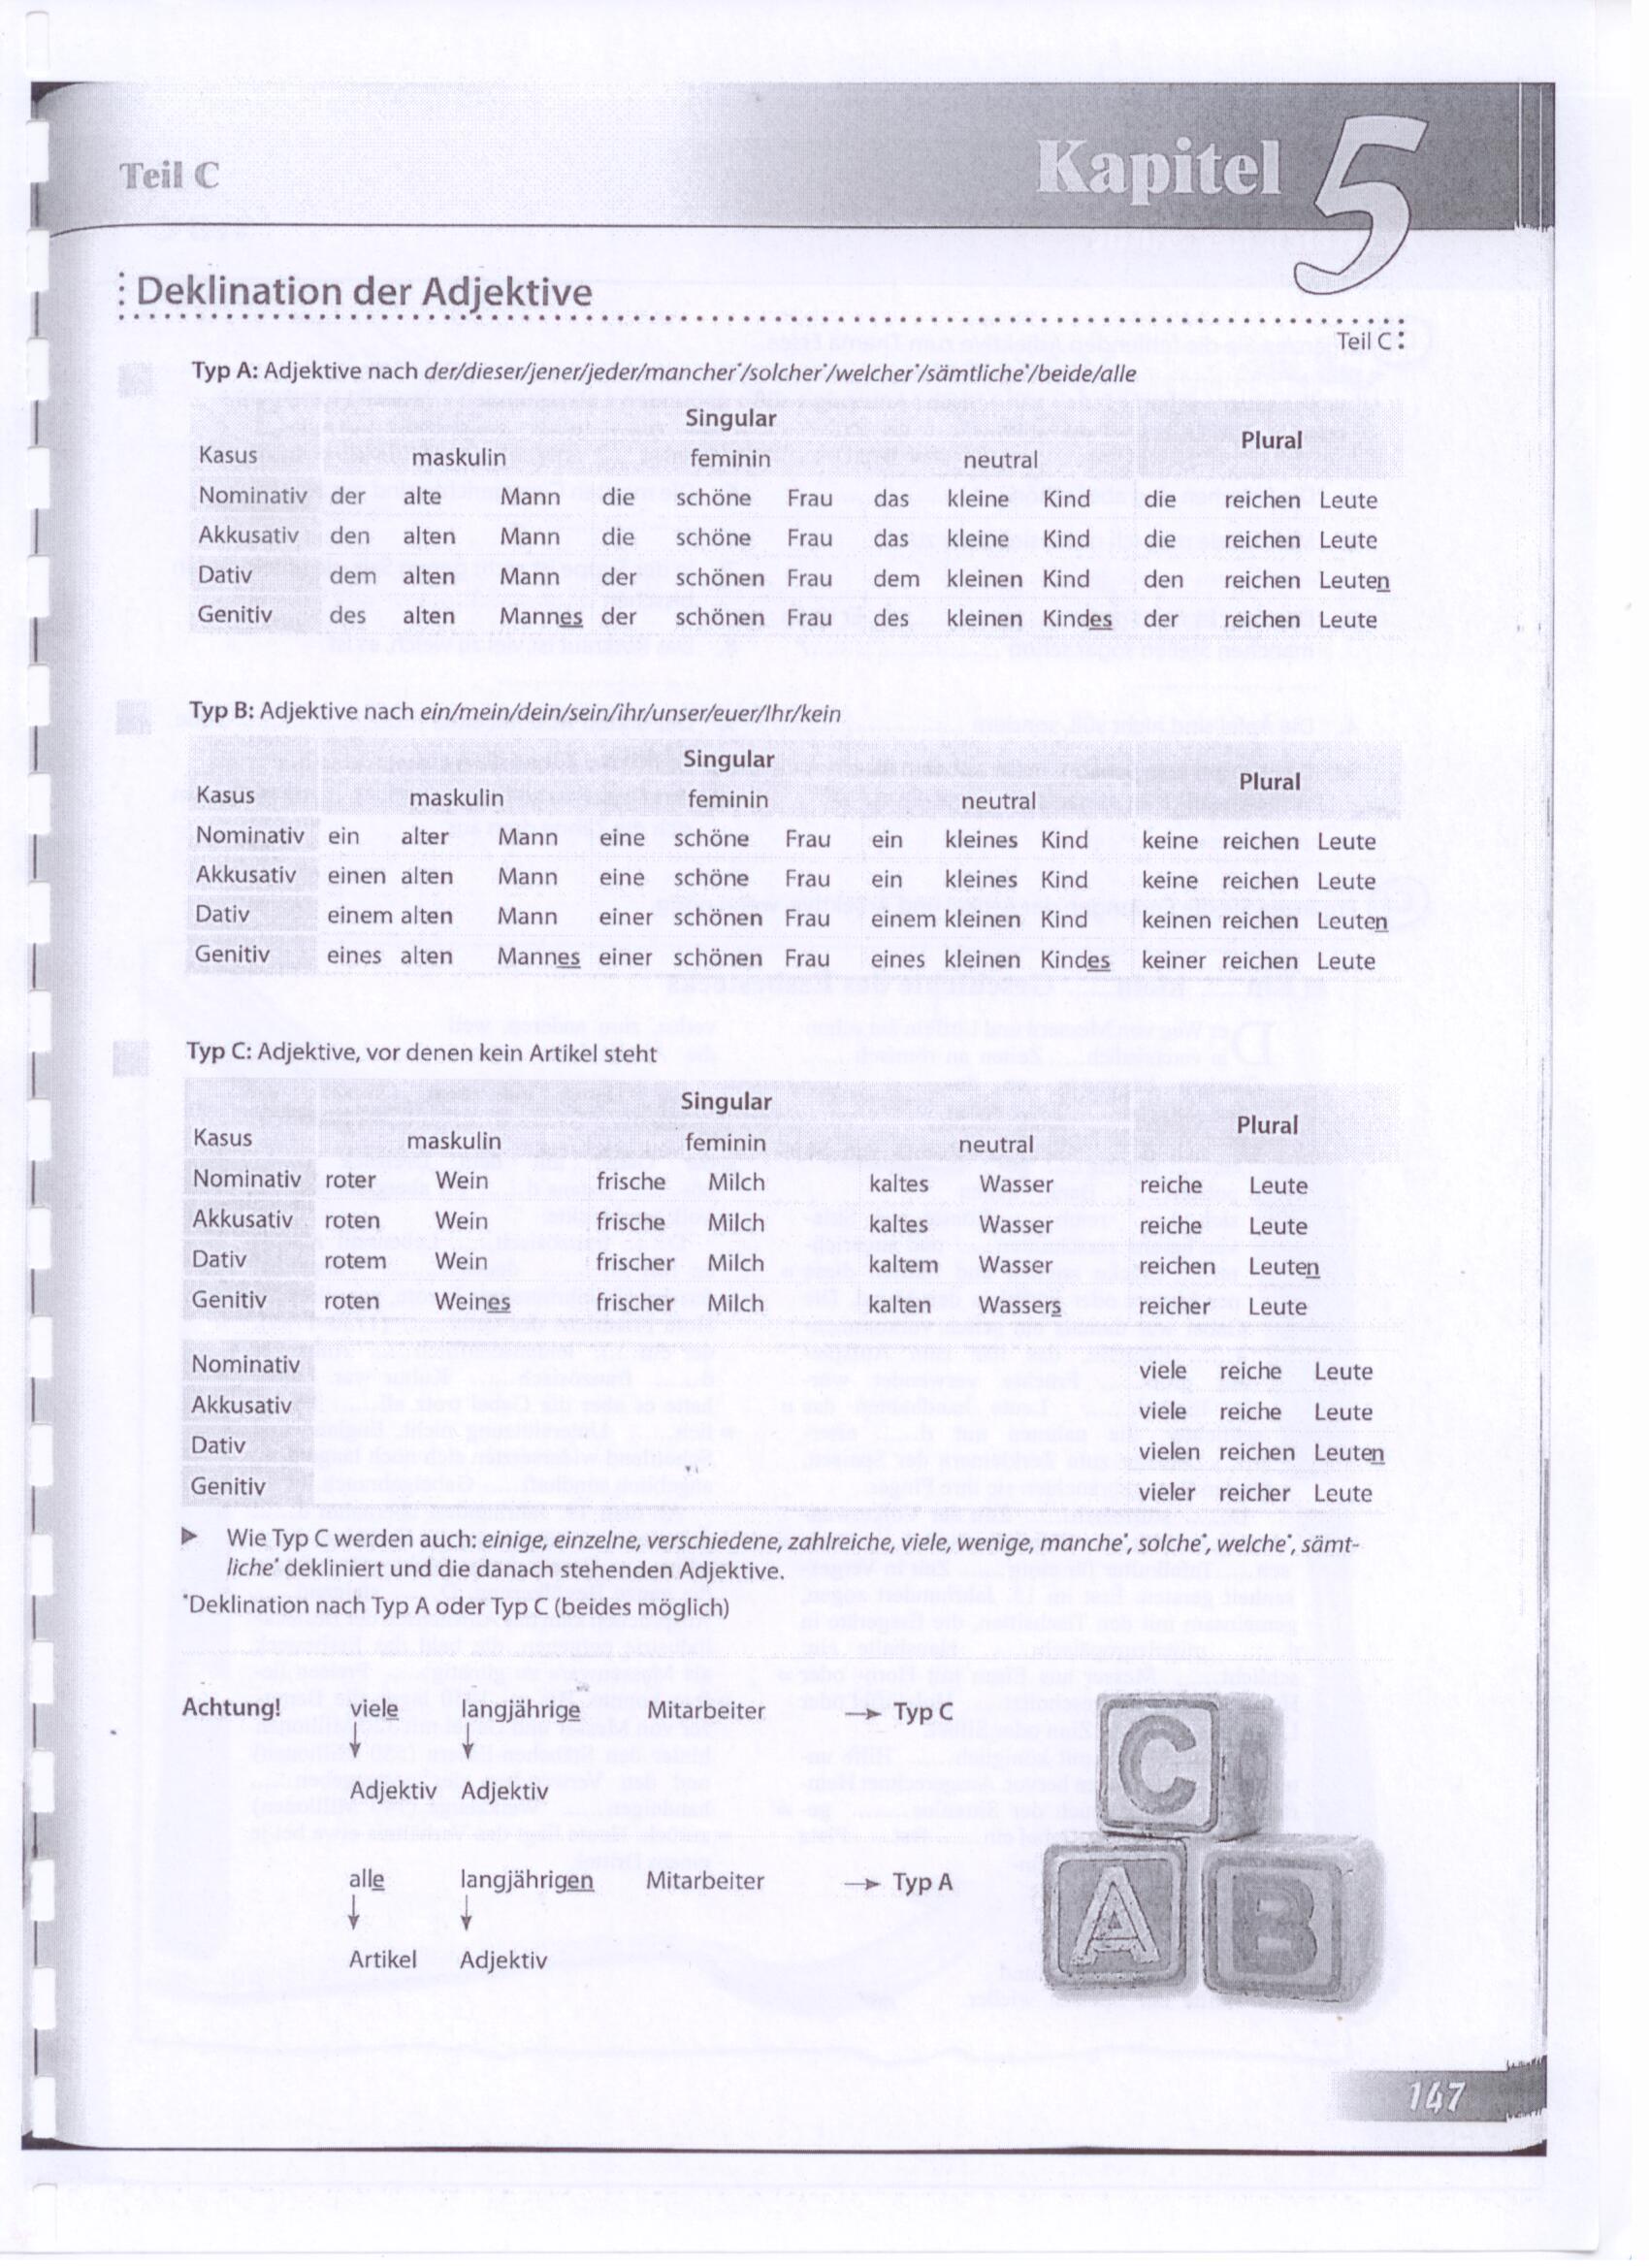 Teil C
Kapitel 5
Deklination der Adjektive
Teil C
Typ A: Adjektive nach der/dieser/jener/jeder/mancher*/solcher*/welcher*/sämtliche*/beide/alle
Singular
Plural
Kasus maskulin feminin neutral
Nominativ der alte Mann die schöne Frau das kleine Kind die reichen Leute
Akkusativ den alten Mann die schöne Frau das kleine Kind die reichen Leute
Dativ dem alten Mann der schönen Frau dem kleinen Kind den reichen Leuten
Genitiv des alten Mannes der schönen Frau des kleinen Kindes der reichen Leute
Typ B: Adjektive nach ein/mein/dein/sein/ihr/unser/euer/Ihr/kein
Singular
Plural
Kasus maskulin feminin neutral
Nominativ ein alter Mann eine schöne Frau ein kleines Kind keine reichen Leute
Akkusativ einen alten Mann eine schöne Frau ein kleines Kind keine reichen Leute
Dativ einem alten Mann einer schönen Frau einem kleinen Kind keinen reichen Leuten
Genitiv eines alten Mannes einer schönen Frau eines kleinen Kindes keiner reichen Leute
Typ C: Adjektive, vor denen kein Artikel steht
Singular
Plural
Kasus maskulin feminin neutral
Nominativ roter Wein frische Milch kaltes Wasser reiche Leute
Akkusativ roten Wein frische Milch kaltes Wasser reiche Leute
Dativ rotem Wein frischer Milch kaltem Wasser reichen Leuten
Genitiv roten Weines frischer Milch kalten Wassers reicher Leute
Nominativ viele reiche Leute
Akkusativ viele reiche Leute
Dativ vielen reichen Leuten
Genitiv vieler reicher Leute
► Wie Typ C werden auch: einige, einzelne, verschiedene, zahlreiche, viele, wenige, manche*, solche*, welche*, sämt-
liche* dekliniert und die danach stehenden Adjektive.
*Deklination nach Typ A oder Typ C (beides möglich)
Achtung! viele langjährige Mitarbeiter → Typ C
Adjektiv Adjektiv
alle langjährigen Mitarbeiter → Typ A
Artikel Adjektiv
C
A B
147